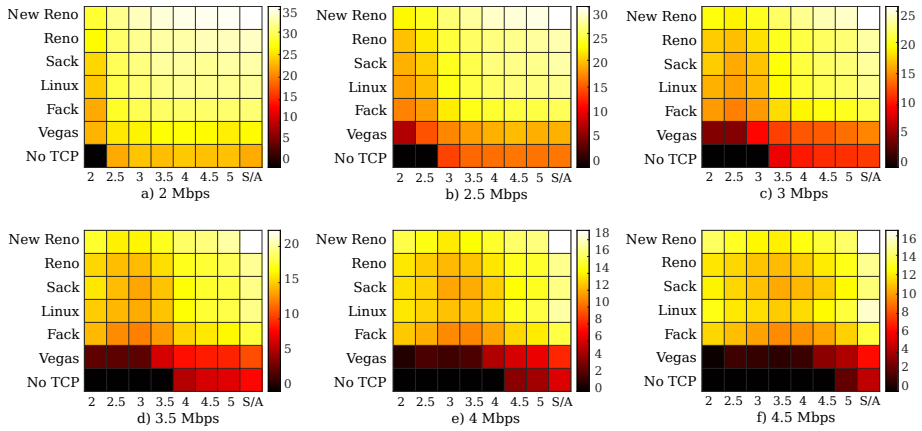 New Reno
Reno
Sack
Linux
Fack
Vegas
No TCP
2 2.5 3 3.5 4 4.5 5 S/A
35
30
25
20
15
10
5
0
a) 2 Mbps
New Reno
Reno
Sack
Linux
Fack
Vegas
No TCP
2 2.5 3 3.5 4 4.5 5 S/A
30
25
20
15
10
5
0
b) 2.5 Mbps
New Reno
Reno
Sack
Linux
Fack
Vegas
No TCP
2 2.5 3 3.5 4 4.5 5 S/A
25
20
15
10
5
0
c) 3 Mbps
New Reno
Reno
Sack
Linux
Fack
Vegas
No TCP
2 2.5 3 3.5 4 4.5 5 S/A
20
15
10
5
0
d) 3.5 Mbps
New Reno
Reno
Sack
Linux
Fack
Vegas
No TCP
2 2.5 3 3.5 4 4.5 5 S/A
18
16
14
12
10
8
6
4
2
0
e) 4 Mbps
New Reno
Reno
Sack
Linux
Fack
Vegas
No TCP
2 2.5 3 3.5 4 4.5 5 S/A
16
14
12
10
8
6
4
2
0
f) 4.5 Mbps